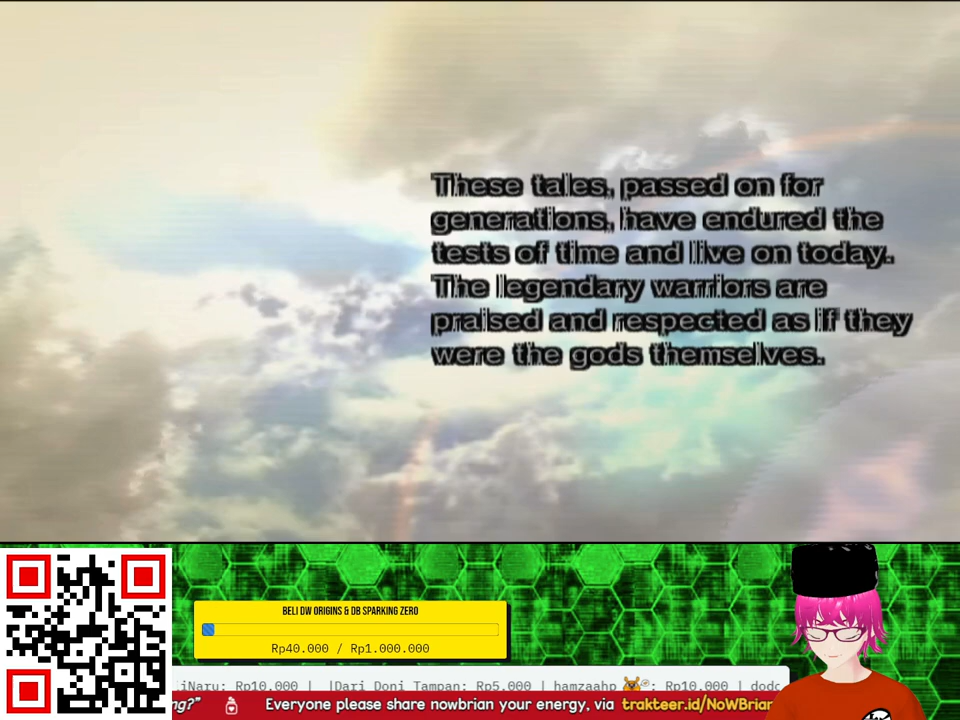 These tales, passed on for
generations, have endured the
tests of time and live on today.
The legendary warriors are
praised and respected as if they
were the gods themselves.
BELI DW ORIGINS & DB SPARKING ZERO
Rp40.000 / Rp1.000.000
iNaru: Rp10.000 | |Dari Doni Tampan: Rp5.000 | hamzaahp : Rp10.000 | dodo
ng?" Everyone please share nowbrian your energy, via trakteer.id/NoWBrian